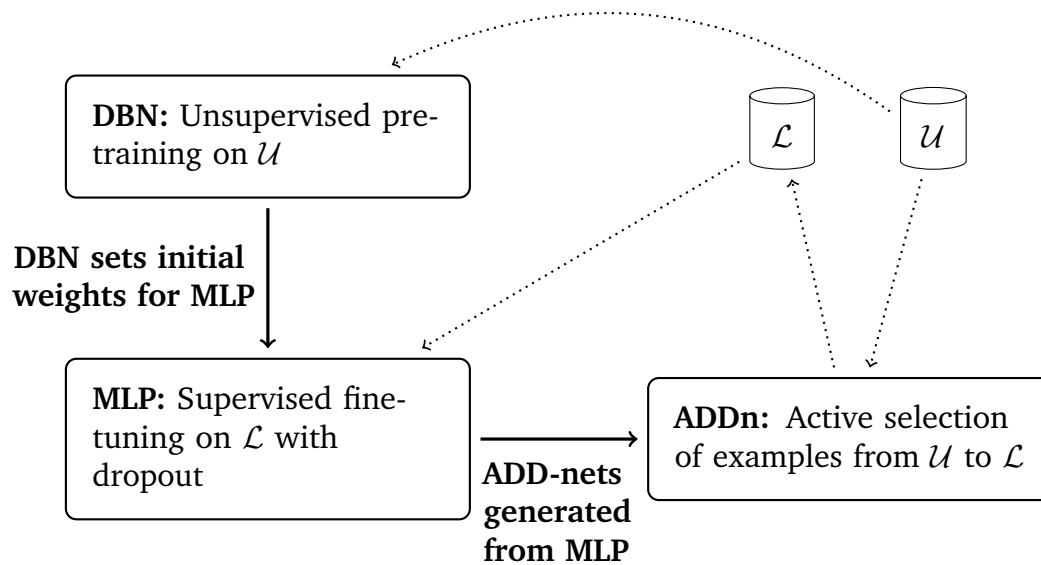 DBN: Unsupervised pre-
training on 𝒰
ℒ
𝒰
DBN sets initial
weights for MLP
MLP: Supervised fine-
tuning on ℒ with
dropout
ADD-nets
generated
from MLP
ADDn: Active selection
of examples from 𝒰 to ℒ